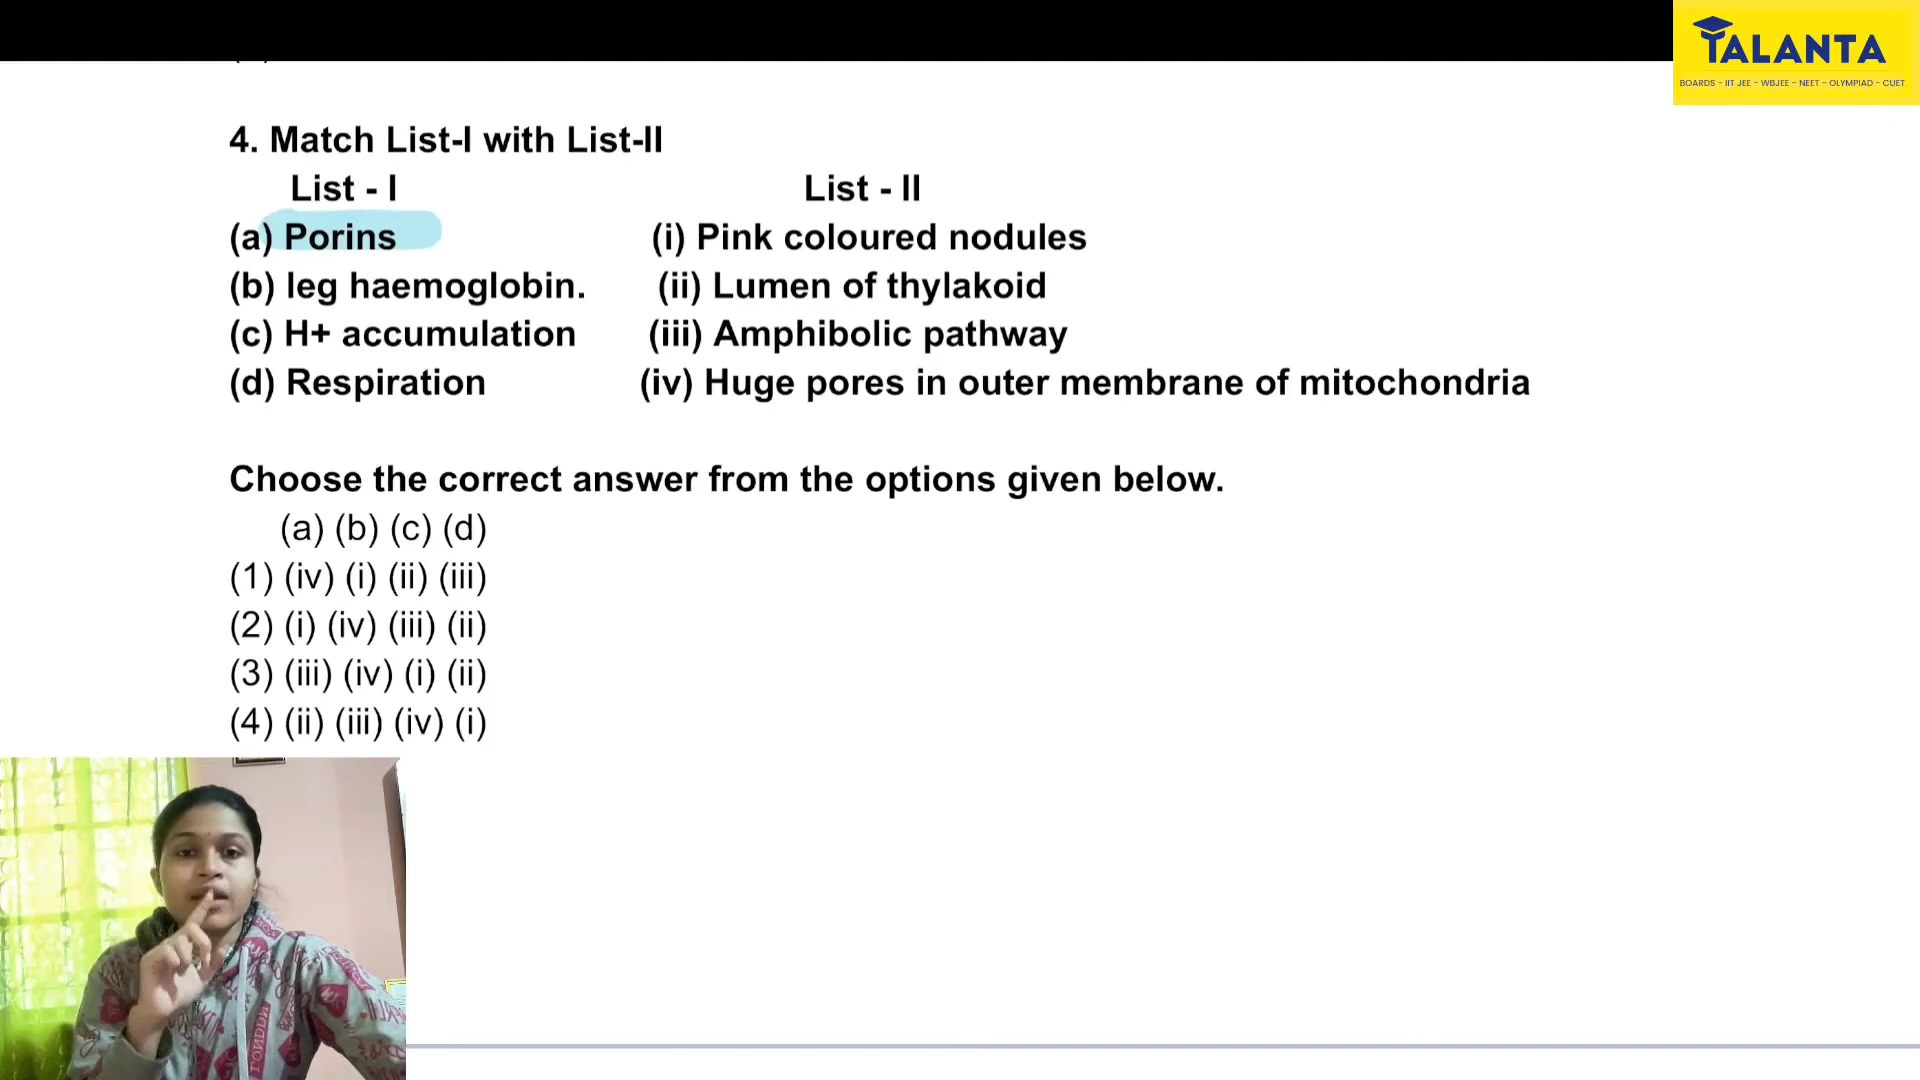 TALANTA
BOARDS - IIT JEE - WBJEE - NEET - OLYMPIAD - CUET
4. Match List-I with List-II
List - I List - II
(a) Porins (i) Pink coloured nodules
(b) leg haemoglobin. (ii) Lumen of thylakoid
(c) H+ accumulation (iii) Amphibolic pathway
(d) Respiration (iv) Huge pores in outer membrane of mitochondria
Choose the correct answer from the options given below.
(a) (b) (c) (d)
(1) (iv) (i) (ii) (iii)
(2) (i) (iv) (iii) (ii)
(3) (iii) (iv) (i) (ii)
(4) (ii) (iii) (iv) (i)